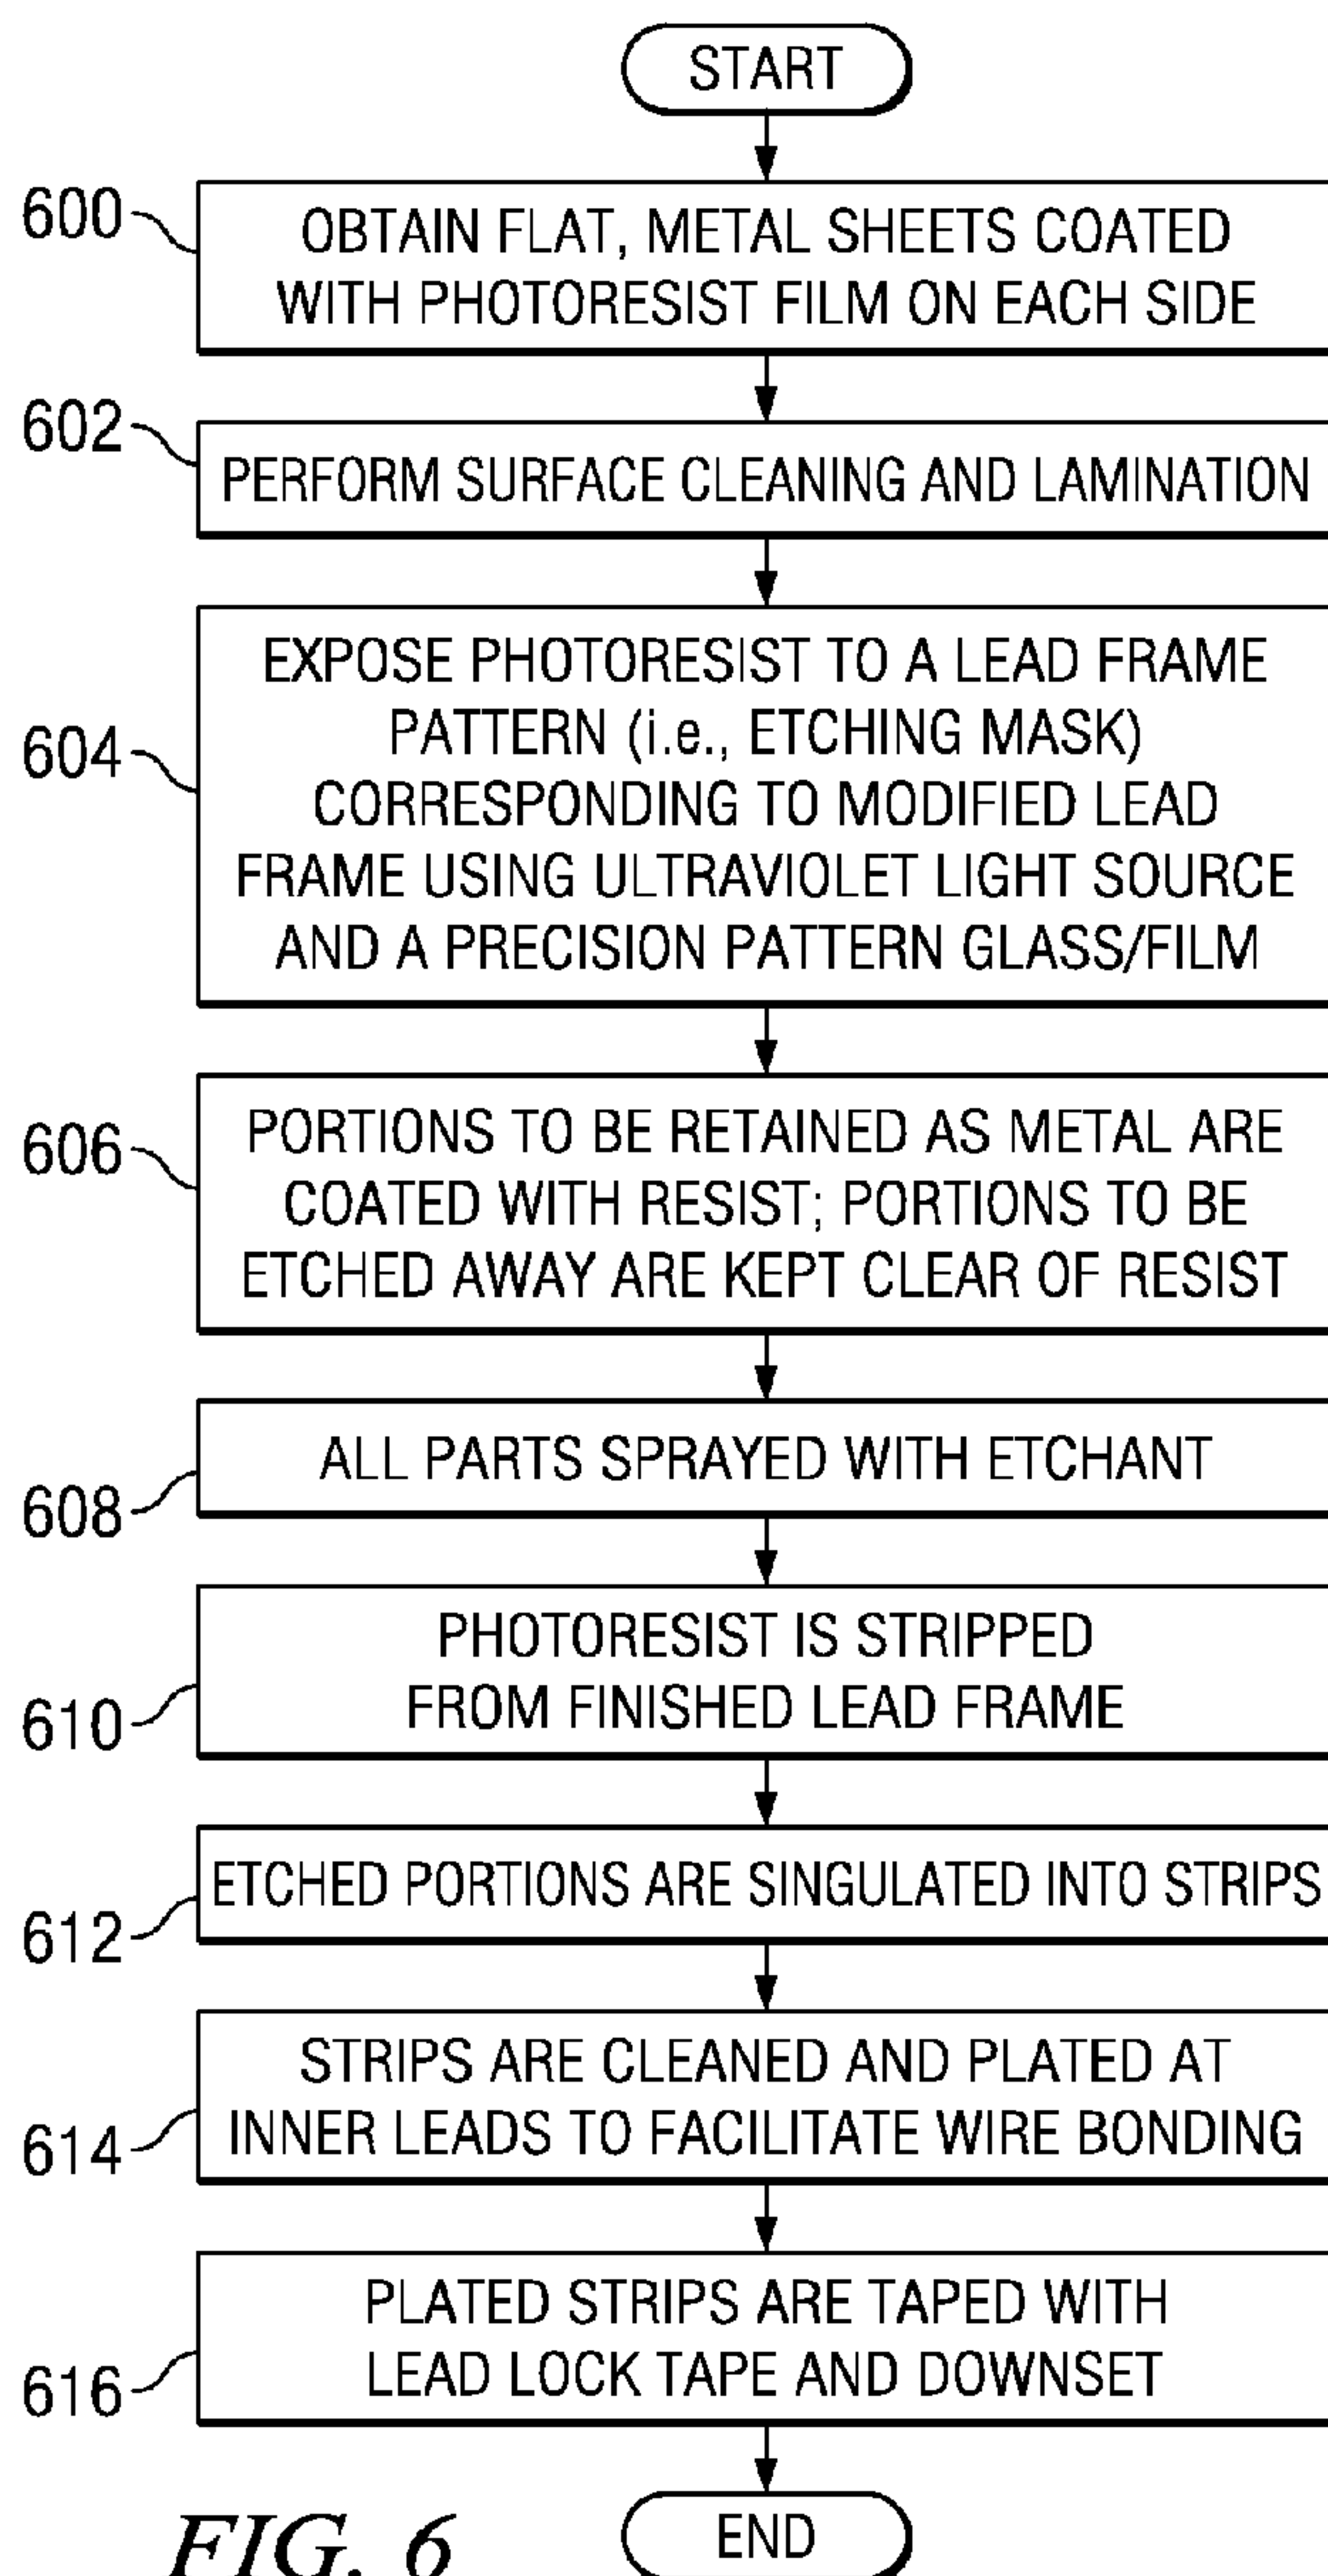 START
600
OBTAIN FLAT, METAL SHEETS COATED
WITH PHOTORESIST FILM ON EACH SIDE
602
PERFORM SURFACE CLEANING AND LAMINATION
604
EXPOSE PHOTORESIST TO A LEAD FRAME
PATTERN (i.e., ETCHING MASK)
CORRESPONDING TO MODIFIED LEAD
FRAME USING ULTRAVIOLET LIGHT SOURCE
AND A PRECISION PATTERN GLASS/FILM
606
PORTIONS TO BE RETAINED AS METAL ARE
COATED WITH RESIST; PORTIONS TO BE
ETCHED AWAY ARE KEPT CLEAR OF RESIST
608
ALL PARTS SPRAYED WITH ETCHANT
610
PHOTORESIST IS STRIPPED
FROM FINISHED LEAD FRAME
612
ETCHED PORTIONS ARE SINGULATED INTO STRIPS
614
STRIPS ARE CLEANED AND PLATED AT
INNER LEADS TO FACILITATE WIRE BONDING
616
PLATED STRIPS ARE TAPED WITH
LEAD LOCK TAPE AND DOWNSET
END
FIG. 6